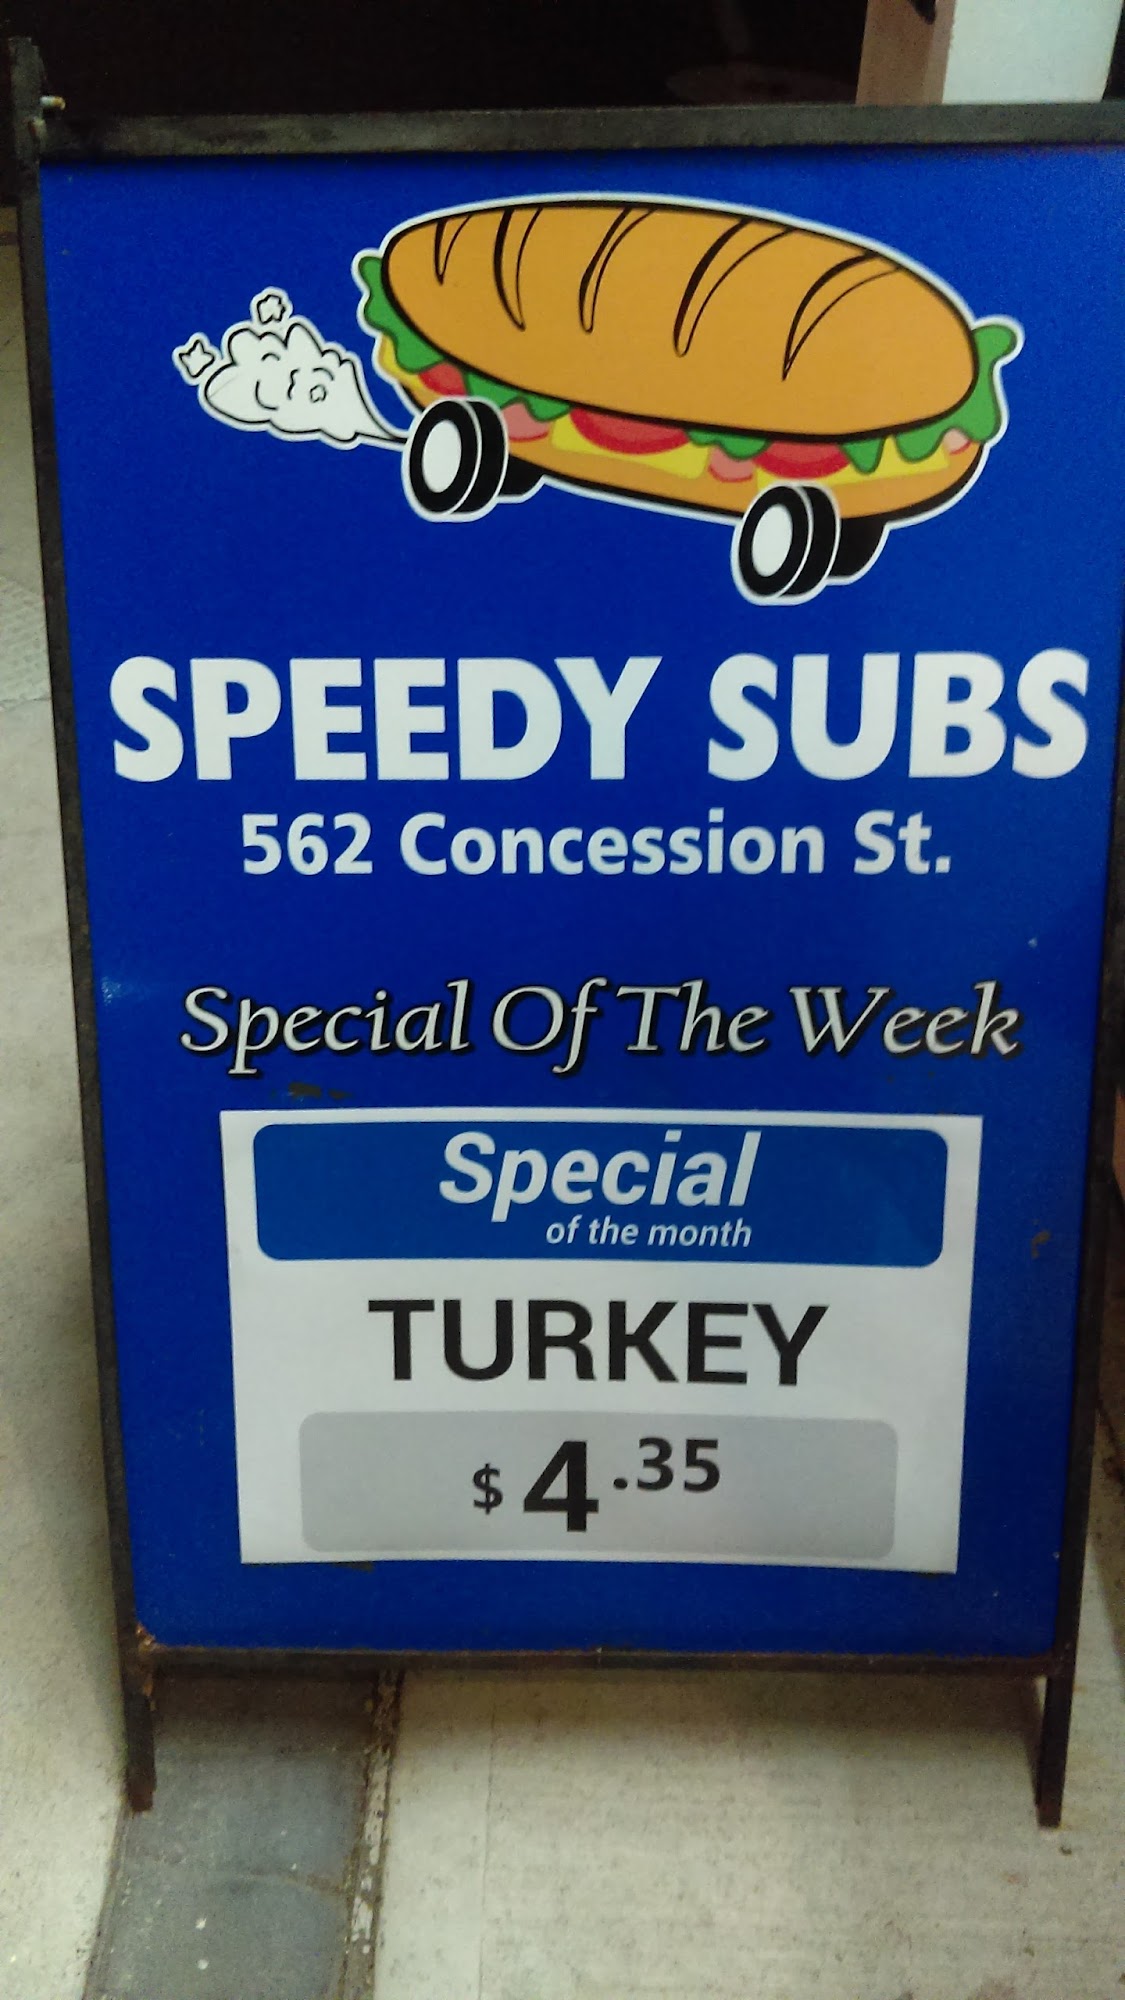 SPEEDY SUBS
562 Concession St.
Special Of The Week
Special
of the month
TURKEY
$4.35